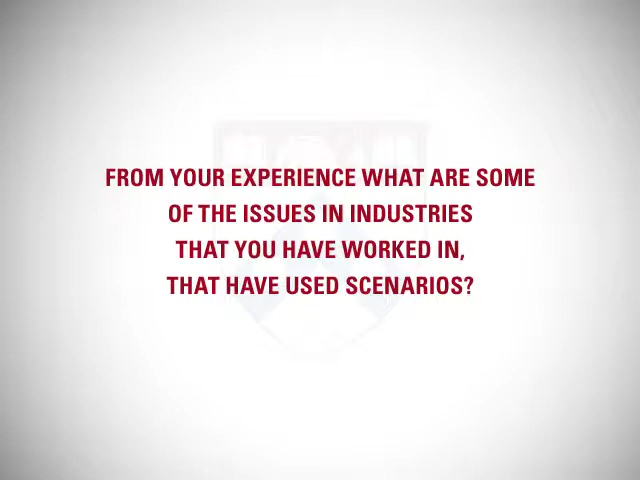 FROM YOUR EXPERIENCE WHAT ARE SOME
OF THE ISSUES IN INDUSTRIES
THAT YOU HAVE WORKED IN,
THAT HAVE USED SCENARIOS?